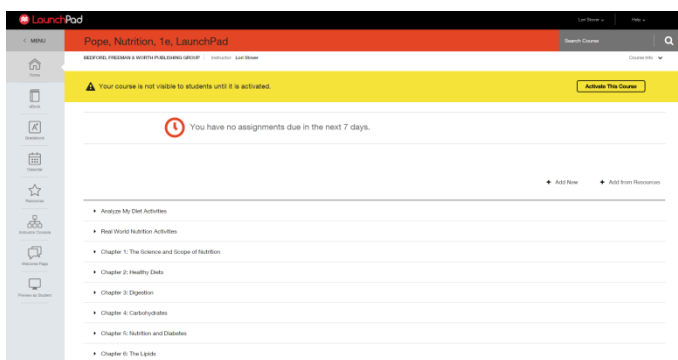 LaunchPad
Lori Stover
Help
MENU
Pope, Nutrition, 1e, LaunchPad
Search Course
Home
BEDFORD, FREEMAN & WORTH PUBLISHING GROUP
Instructor: Lori Stover
Course Info
Your course is not visible to students until it is activated.
Activate This Course
eBook
Gradebook
You have no assignments due in the next 7 days.
Calendar
Resources
+ Add New
+ Add from Resources
Instructor Console
Welcome Page
Preview as Student
Analyze My Diet Activities
Real World Nutrition Activities
Chapter 1: The Science and Scope of Nutrition
Chapter 2: Healthy Diets
Chapter 3: Digestion
Chapter 4: Carbohydrates
Chapter 5: Nutrition and Diabetes
Chapter 6: The Lipids